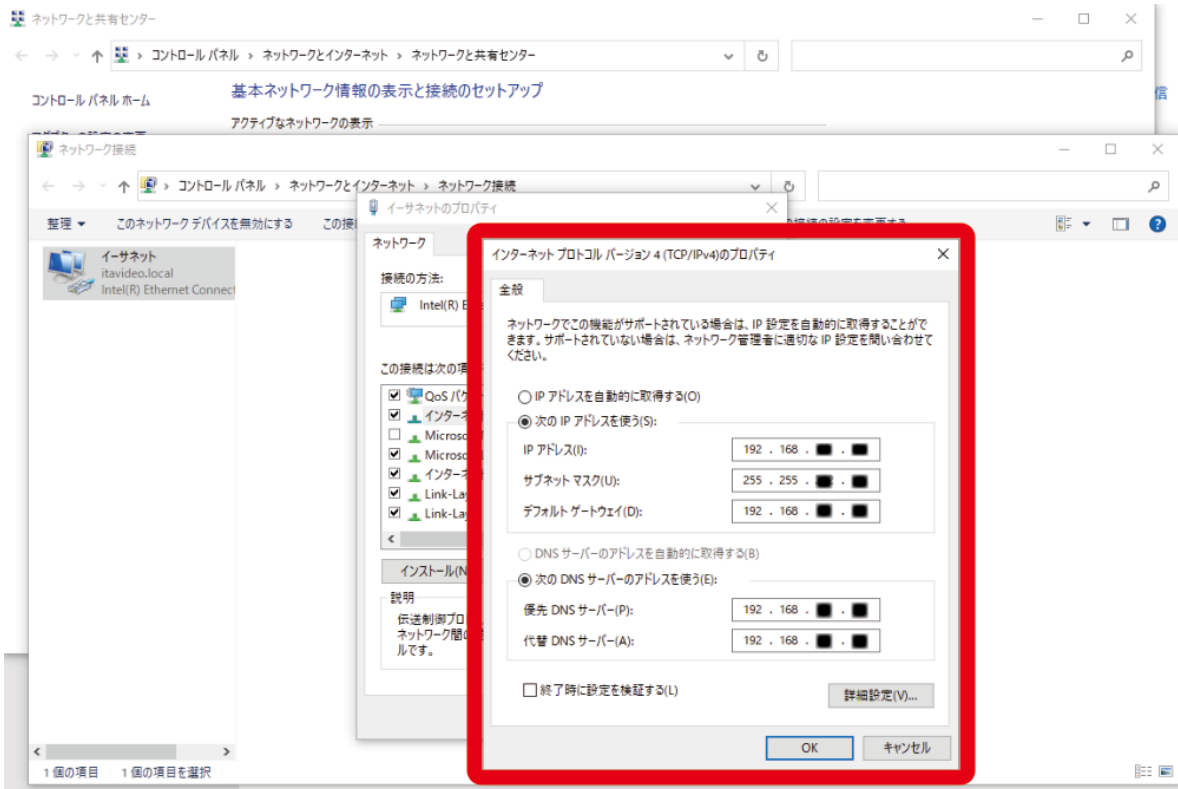 ネットワークと共有センター
コントロール パネル › ネットワークとインターネット › ネットワークと共有センター
コントロール パネル ホーム
基本ネットワーク情報の表示と接続のセットアップ
アクティブなネットワークの表示
ネットワーク接続
コントロール パネル › ネットワークとインターネット › ネットワーク接続
整理
このネットワーク デバイスを無効にする
この接
イーサネット
itavideo.local
Intel(R) Ethernet Connect
イーサネットのプロパティ
ネットワーク
接続の方法:
Intel(R) E
この接続は次の項
QoS パケ
インターネ
Microso
Microso
インターネ
Link-La
Link-La
インストール(N
説明
伝送制御プロ
ネットワーク間の
ルです。
インターネット プロトコル バージョン 4 (TCP/IPv4)のプロパティ
全般
ネットワークでこの機能がサポートされている場合は、IP 設定を自動的に取得することがで
きます。サポートされていない場合は、ネットワーク管理者に適切な IP 設定を問い合わせて
ください。
IP アドレスを自動的に取得する(O)
次の IP アドレスを使う(S):
IP アドレス(I): 192 . 168 . .
サブネット マスク(U): 255 . 255 . .
デフォルト ゲートウェイ(D): 192 . 168 . .
DNS サーバーのアドレスを自動的に取得する(B)
次の DNS サーバーのアドレスを使う(E):
優先 DNS サーバー(P): 192 . 168 . .
代替 DNS サーバー(A): 192 . 168 . .
終了時に設定を検証する(L)
詳細設定(V)...
OK
キャンセル
1 個の項目
1 個の項目を選択